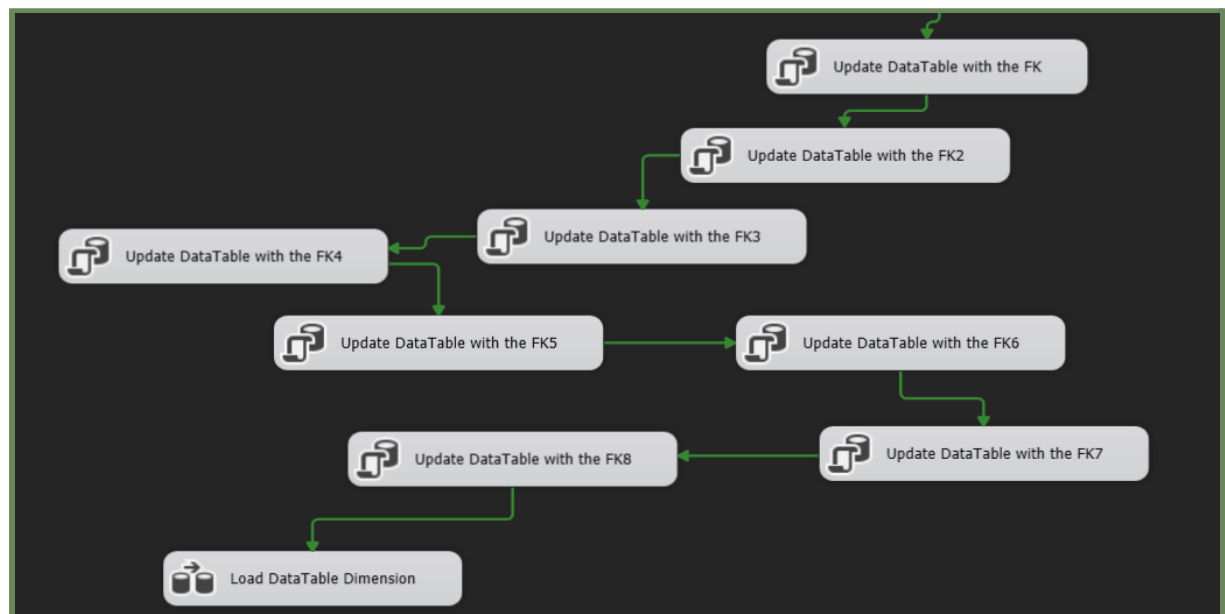 Update DataTable with the FK
Update DataTable with the FK2
Update DataTable with the FK3
Update DataTable with the FK4
Update DataTable with the FK5
Update DataTable with the FK6
Update DataTable with the FK7
Update DataTable with the FK8
Load DataTable Dimension